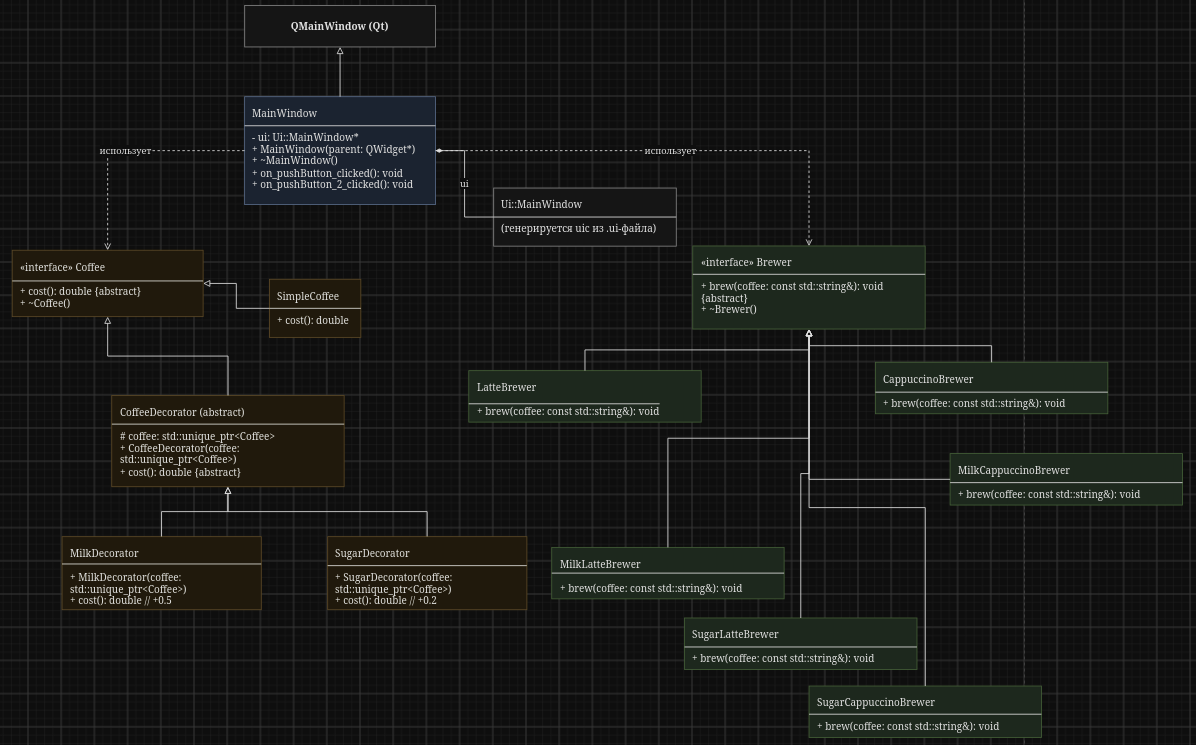 QMainWindow (Qt)
MainWindow
- ui: Ui::MainWindow*
+ MainWindow(parent: QWidget*)
+ ~MainWindow()
+ on_pushButton_clicked(): void
+ on_pushButton_2_clicked(): void
использует
использует
ui
Ui::MainWindow
(генерируется uic из .ui-файла)
«interface» Coffee
+ cost(): double {abstract}
+ ~Coffee()
SimpleCoffee
+ cost(): double
«interface» Brewer
+ brew(coffee: const std::string&): void
{abstract}
+ ~Brewer()
LatteBrewer
+ brew(coffee: const std::string&): void
CappuccinoBrewer
+ brew(coffee: const std::string&): void
CoffeeDecorator (abstract)
# coffee: std::unique_ptr<Coffee>
+ CoffeeDecorator(coffee:
std::unique_ptr<Coffee>)
+ cost(): double {abstract}
MilkCappuccinoBrewer
+ brew(coffee: const std::string&): void
MilkDecorator
+ MilkDecorator(coffee:
std::unique_ptr<Coffee>)
+ cost(): double // +0.5
SugarDecorator
+ SugarDecorator(coffee:
std::unique_ptr<Coffee>)
+ cost(): double // +0.2
MilkLatteBrewer
+ brew(coffee: const std::string&): void
SugarLatteBrewer
+ brew(coffee: const std::string&): void
SugarCappuccinoBrewer
+ brew(coffee: const std::string&): void